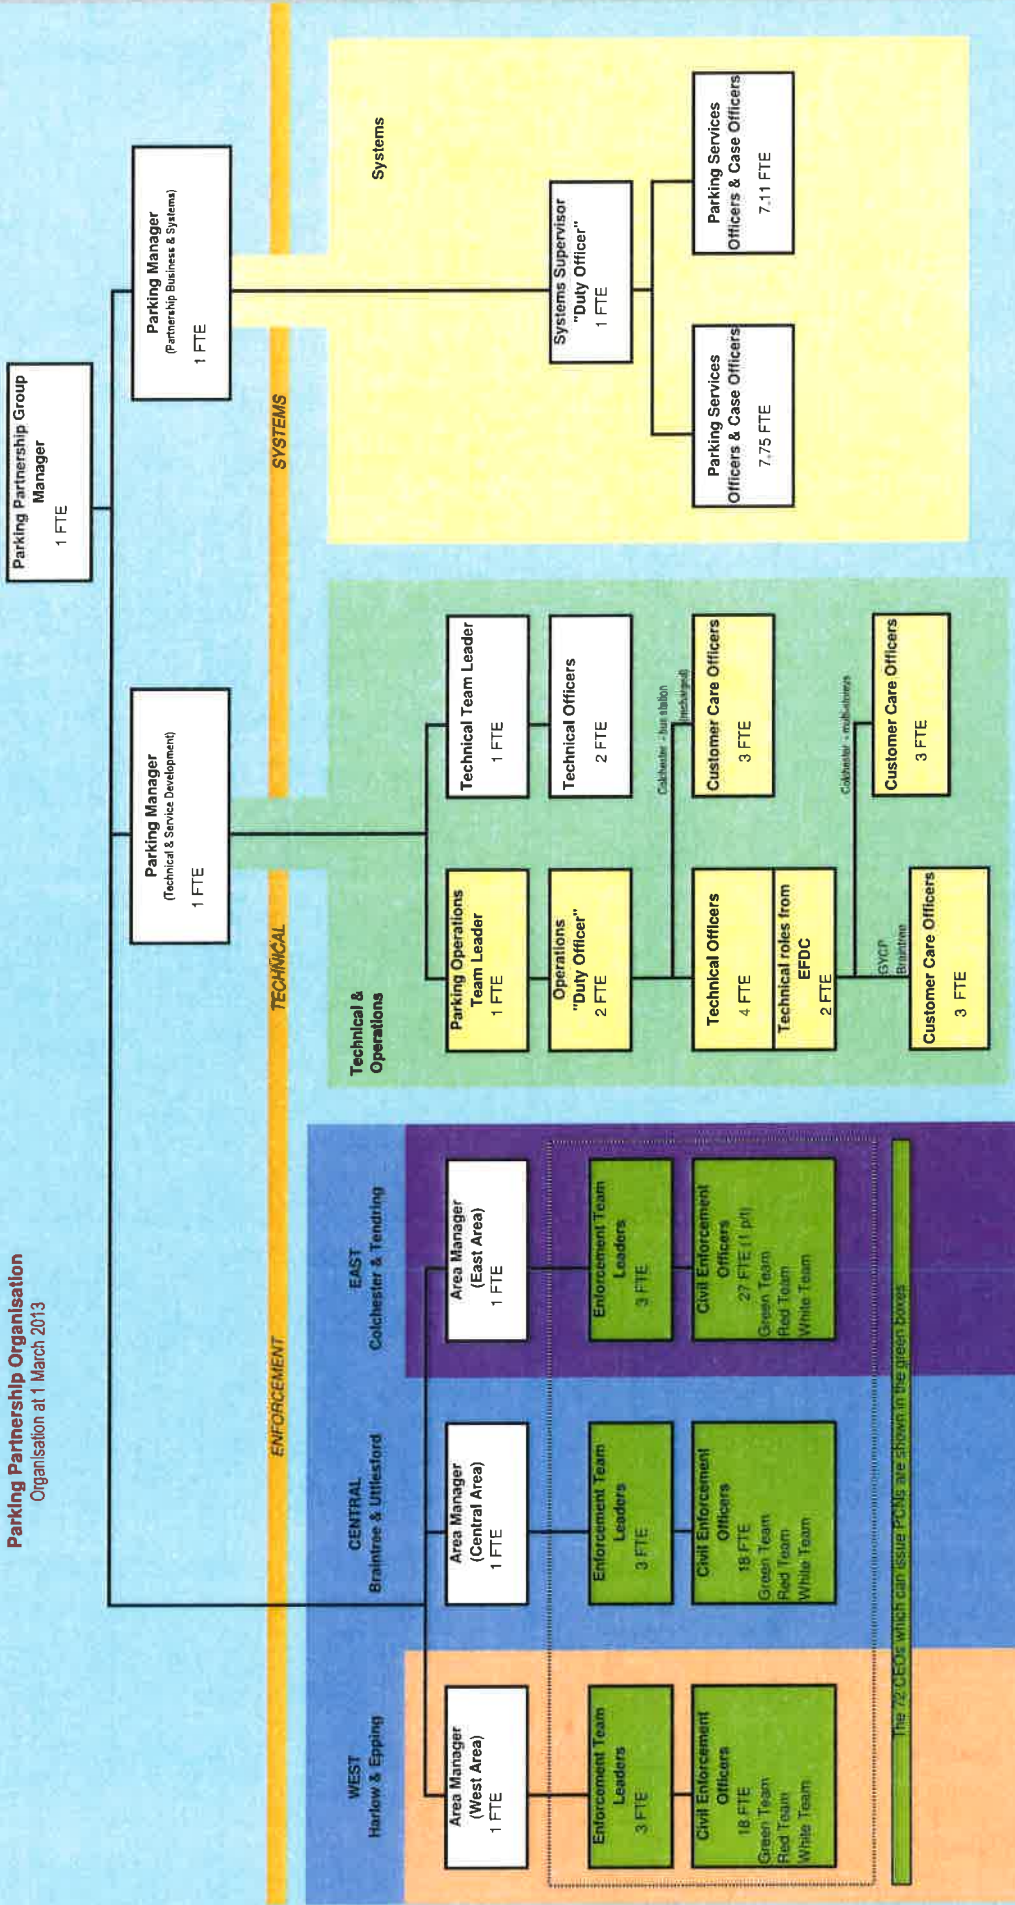 Parking Partnership Organisation
Organisation at 1 March 2013
Parking Partnership Group
Manager
1 FTE
Parking Manager
(Technical & Service Development)
1 FTE
Parking Manager
(Partnership Business & Systems)
1 FTE
ENFORCEMENT
TECHNICAL
SYSTEMS
WEST
Harlow & Epping
CENTRAL
Braintree & Uttlesford
EAST
Colchester & Tendring
Technical &
Operations
Systems
Area Manager
(West Area)
1 FTE
Area Manager
(Central Area)
1 FTE
Area Manager
(East Area)
1 FTE
Parking Operations
Team Leader
1 FTE
Technical Team Leader
1 FTE
Operations
"Duty Officer"
2 FTE
Technical Officers
2 FTE
Systems Supervisor
"Duty Officer"
1 FTE
Enforcement Team
Leaders
3 FTE
Enforcement Team
Leaders
3 FTE
Enforcement Team
Leaders
3 FTE
Colchester - bus station
(recharged)
Civil Enforcement
Officers
18 FTE
Green Team
Red Team
White Team
Civil Enforcement
Officers
18 FTE
Green Team
Red Team
White Team
Civil Enforcement
Officers
27 FTE (1 p/t)
Green Team
Red Team
White Team
Technical Officers
4 FTE
Technical roles from
EFDC
2 FTE
Customer Care Officers
3 FTE
Parking Services
Officers & Case Officers
7.75 FTE
Parking Services
Officers & Case Officers
7.11 FTE
Colchester - multi-storeys
GYCP
Braintree
Customer Care Officers
3 FTE
Customer Care Officers
3 FTE
The 72 CEOs which can issue PCNs are shown in the green boxes